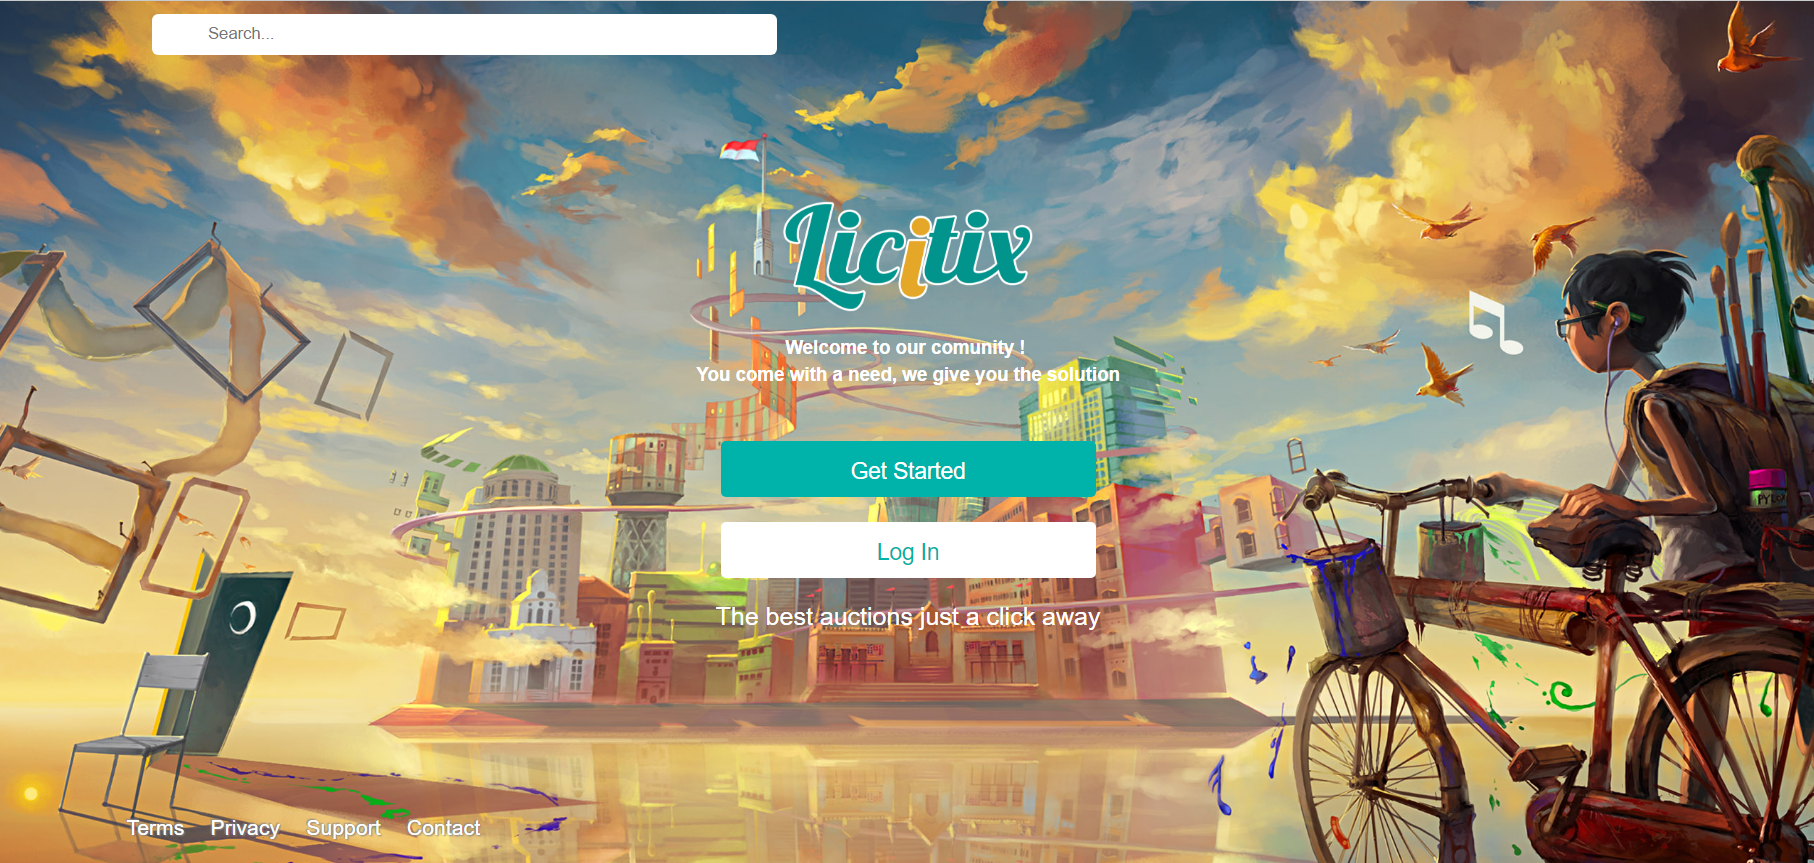 Search...
Licitix
Welcome to our comunity !
You come with a need, we give you the solution
Get Started
Log In
The best auctions just a click away
Terms Privacy Support Contact